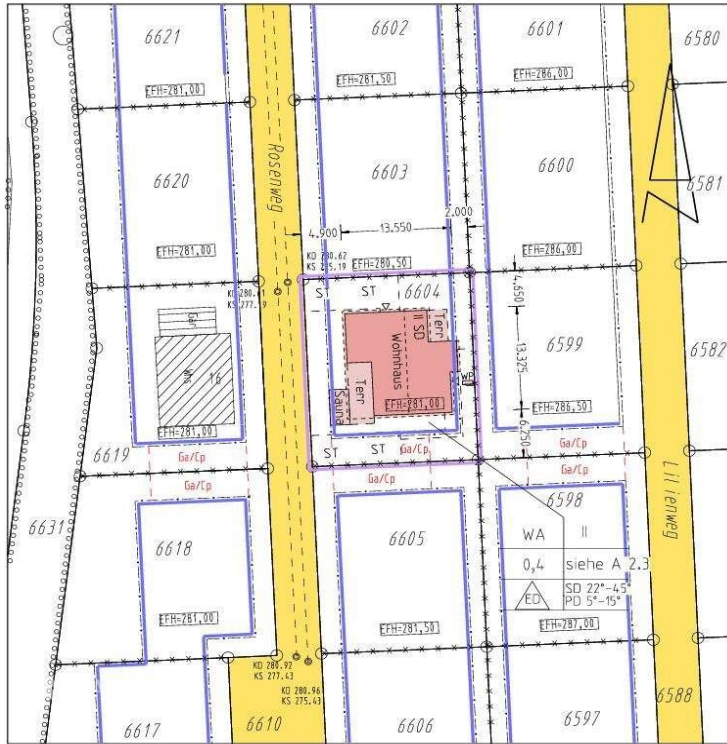 6621
6602
6601
6580
EFH=281,00
EFH=281,50
EFH=286,00
Rosenweg
6620
6603
6600
6581
4.900
13.550
2.000
EFH=281,00
KD 280.62
KS 275.19
EFH=280,50
EFH=286,00
KD 280.61
ST
ST
6604
4.650
Gar
II SD
Terr
Wohnhaus
13.325
6599
6582
Whs
16
Terr
WP
Sauna
EFH=281,00
EFH=281,00
EFH=286,50
6.250
6619
Ga/Cp
Ga/Cp
ST
ST
Ga/Cp
Ga/Cp
Ga/Cp
Ga/Cp
Lilienweg
6631
6618
6605
6598
WA
II
0,4
siehe A 2.3
ED
SD 22°-45°
PD 5°-15°
EFH=281,00
EFH=281,50
EFH=287,00
KD 280.92
KS 277.43
KD 280.96
KS 275.43
6588
6617
6610
6606
6597